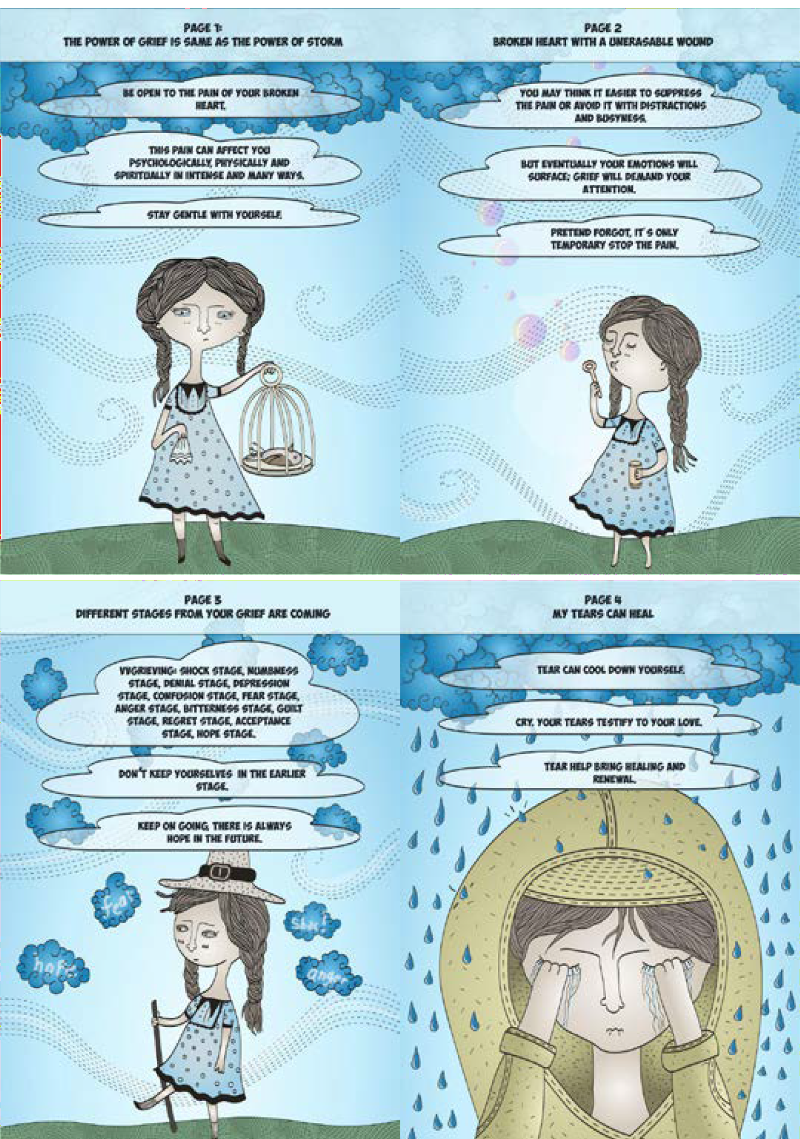 PAGE 1:
THE POWER OF GRIEF IS SAME AS THE POWER OF STORM
BE OPEN TO THE PAIN OF YOUR BROKEN
HEART.
THIS PAIN CAN AFFECT YOU
PSYCHOLOGICALLY, PHYSICALLY AND
SPIRITUALLY IN INTENSE AND MANY WAYS.
STAY GENTLE WITH YOURSELF.
PAGE 2
BROKEN HEART WITH A UNERASABLE WOUND
YOU MAY THINK IT EASIER TO SUPPRESS
THE PAIN OR AVOID IT WITH DISTRACTIONS
AND BUSYNESS.
BUT EVENTUALLY YOUR EMOTIONS WILL
SURFACE; GRIEF WILL DEMAND YOUR
ATTENTION.
PRETEND FORGOT, IT'S ONLY
TEMPORARY STOP THE PAIN.
PAGE 3
DIFFERENT STAGES FROM YOUR GRIEF ARE COMING
VVGRIEVING: SHOCK STAGE, NUMBNESS
STAGE, DENIAL STAGE, DEPRESSION
STAGE, CONFUSION STAGE, FEAR STAGE,
ANGER STAGE, BITTERNESS STAGE, GUILT
STAGE, REGRET STAGE, ACCEPTANCE
STAGE, HOPE STAGE.
DON'T KEEP YOURSELVES IN THE EARLIER
STAGE.
KEEP ON GOING, THERE IS ALWAYS
HOPE IN THE FUTURE.
fear
anger
PAGE 4
MY TEARS CAN HEAL
TEAR CAN COOL DOWN YOURSELF.
CRY, YOUR TEARS TESTIFY TO YOUR LOVE.
TEAR HELP BRING HEALING AND
RENEWAL.